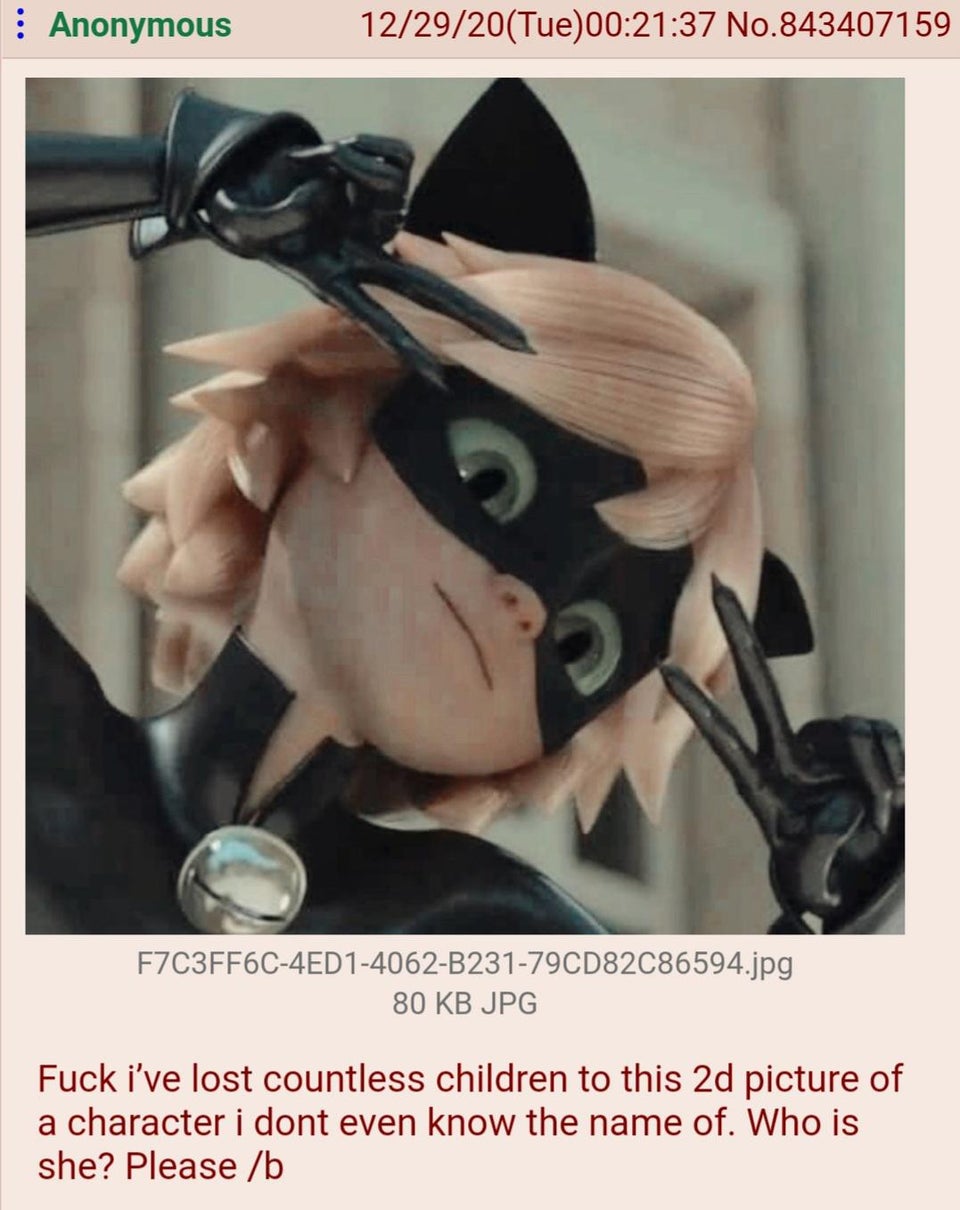 Anonymous 12/29/20(Tue)00:21:37 No.843407159
F7C3FF6C-4ED1-4062-B231-79CD82C86594.jpg
80 KB JPG
Fuck i’ve lost countless children to this 2d picture of
a character i dont even know the name of. Who is
she? Please /b